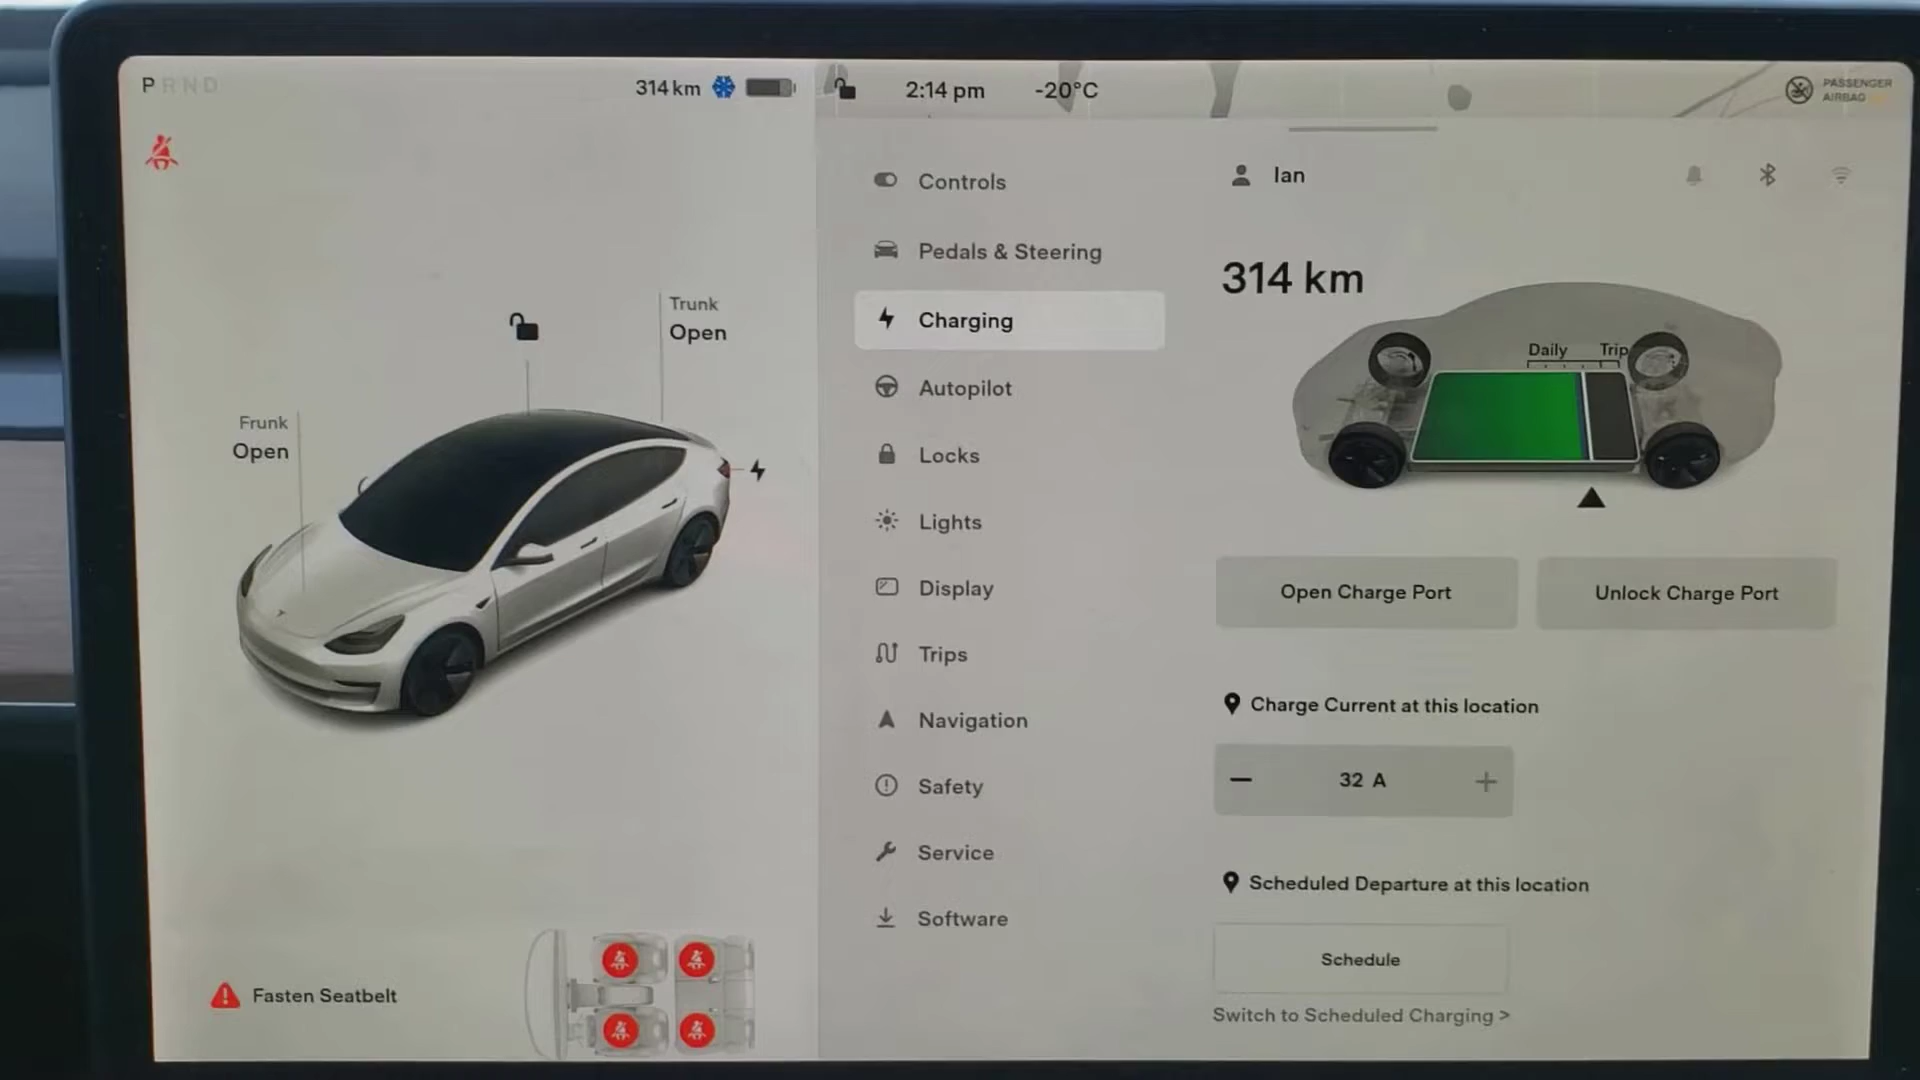 P R N D
314 km
2:14 pm
-20°C
PASSENGER
AIRBAG
Trunk
Open
Frunk
Open
Fasten Seatbelt
Controls
Pedals & Steering
Charging
Autopilot
Locks
Lights
Display
Trips
Navigation
Safety
Service
Software
Ian
314 km
Daily Trip
Open Charge Port
Unlock Charge Port
Charge Current at this location
32 A
Scheduled Departure at this location
Schedule
Switch to Scheduled Charging >